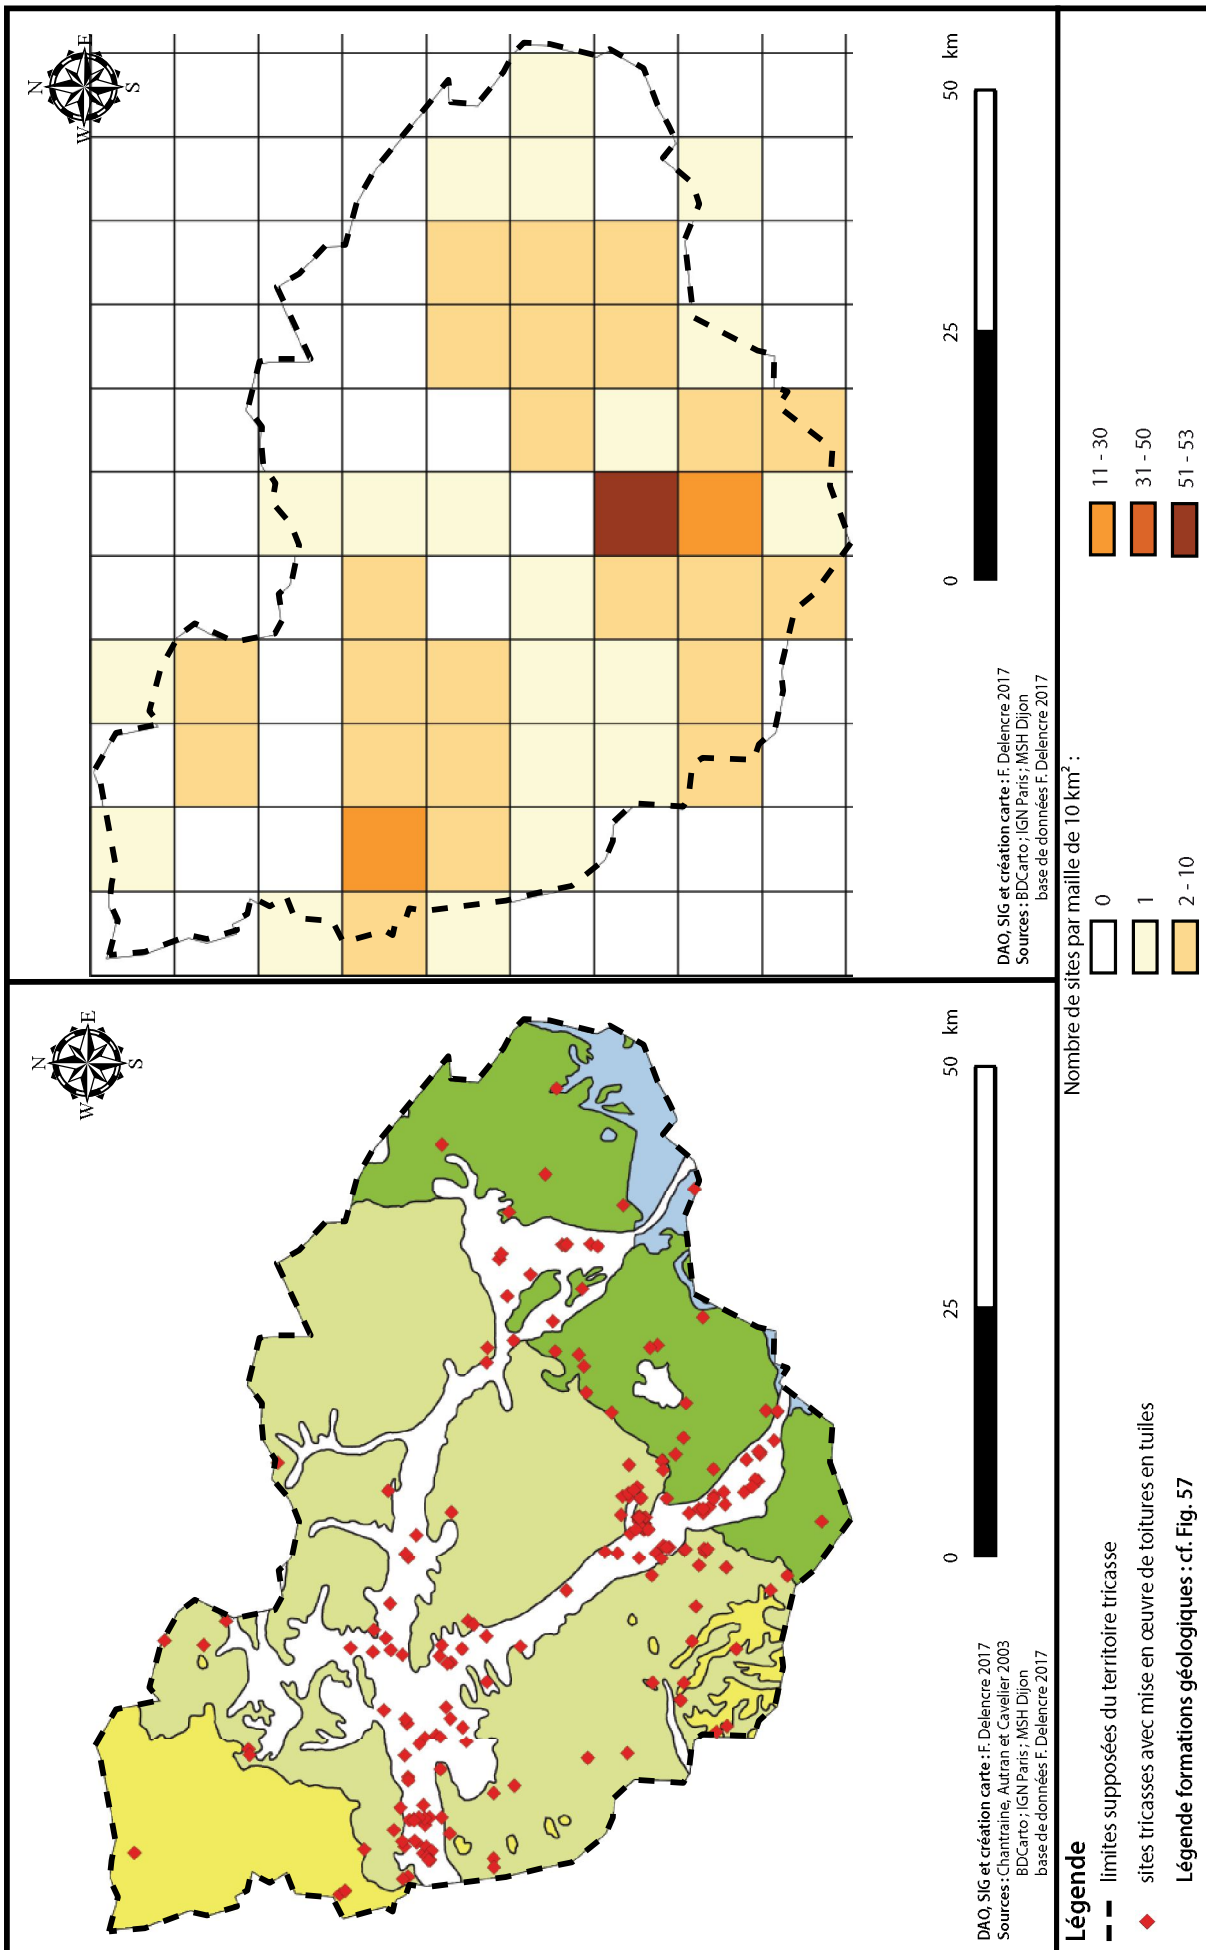 N
E
S
W
0
25
50
km
DAO, SIG et création carte : F. Delencre 2017
Sources : Chantraine, Autran et Cavelier 2003
BDCarto ; IGN Paris ; MSH Dijon
base de données F. Delencre 2017
N
E
S
W
0
25
50
km
DAO, SIG et création carte : F. Delencre 2017
Sources : BDCarto ; IGN Paris ; MSH Dijon
base de données F. Delencre 2017
Légende
limites supposées du territoire tricasse
sites tricasses avec mise en œuvre de toitures en tuiles
Légende formations géologiques : cf. Fig. 57
Nombre de sites par maille de 10 km² :
0
1
2 - 10
11 - 30
31 - 50
51 - 53